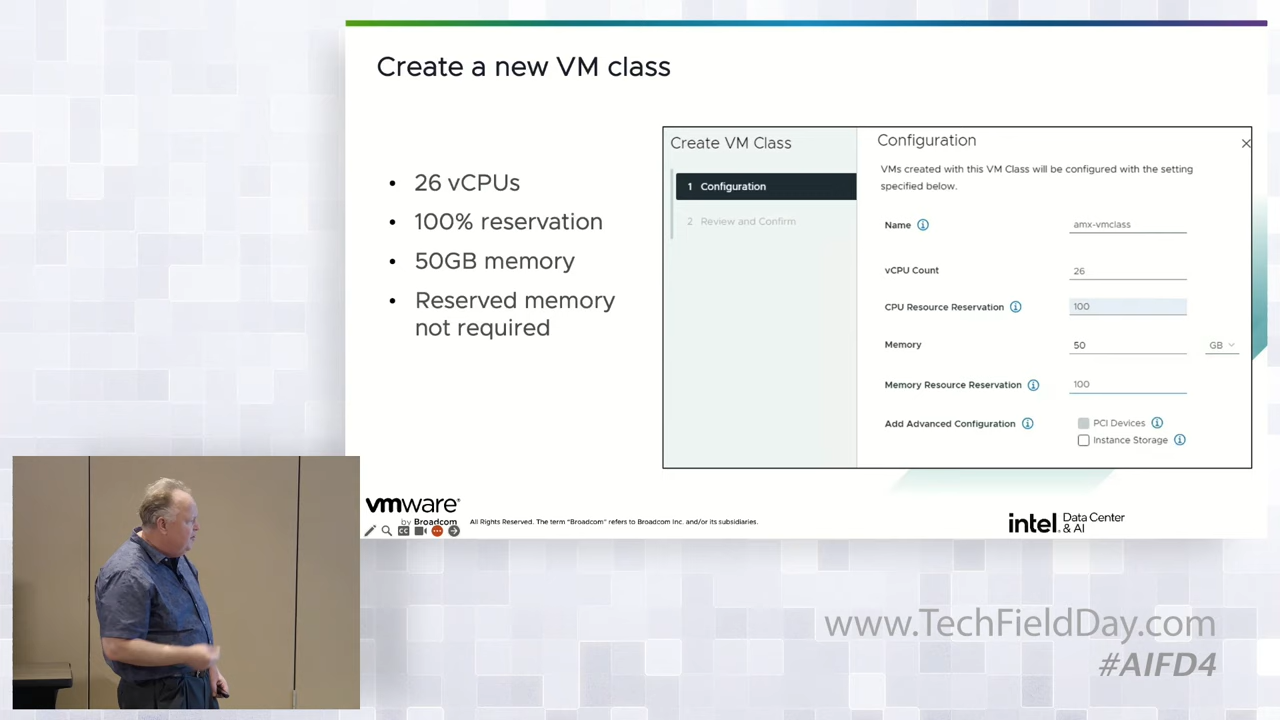 Create a new VM class
• 26 vCPUs
• 100% reservation
• 50GB memory
• Reserved memory
not required
Create VM Class
1 Configuration
2 Review and Confirm
Configuration
VMs created with this VM Class will be configured with the setting
specified below.
Name
amx-vmclass
vCPU Count
26
CPU Resource Reservation
100
Memory
50
GB
Memory Resource Reservation
100
Add Advanced Configuration
PCI Devices
Instance Storage
vmware®
by Broadcom
All Rights Reserved. The term “Broadcom” refers to Broadcom Inc. and/or its subsidiaries.
intel. Data Center
& AI
CC
www.TechFieldDay.com
#AIFD4